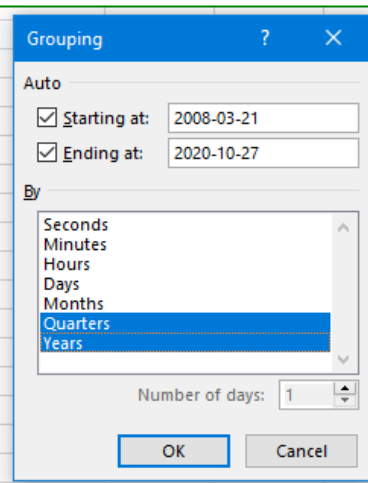 Grouping ? ×
Auto
Starting at: 2008-03-21
Ending at: 2020-10-27
By
Seconds
Minutes
Hours
Days
Months
Quarters
Years
Number of days: 1
OK Cancel